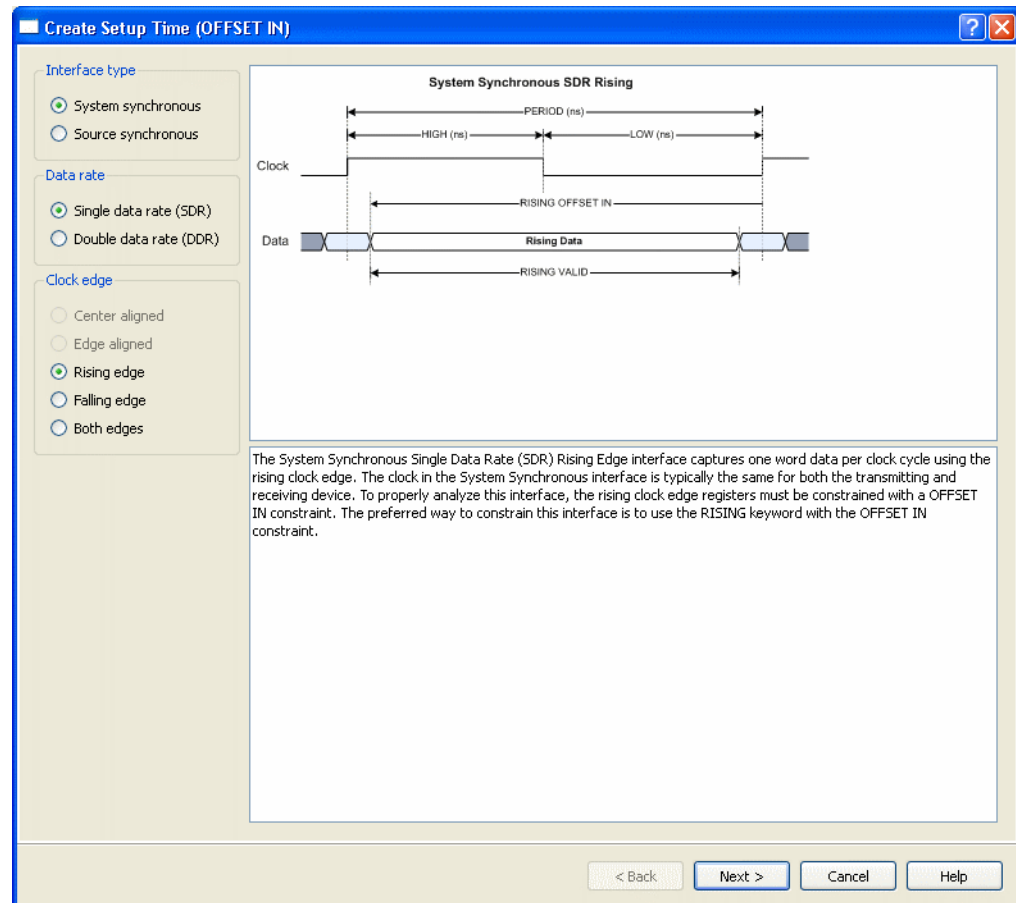 Create Setup Time (OFFSET IN)
Interface type
System synchronous
Source synchronous
Data rate
Single data rate (SDR)
Double data rate (DDR)
Clock edge
Center aligned
Edge aligned
Rising edge
Falling edge
Both edges
System Synchronous SDR Rising
PERIOD (ns)
HIGH (ns)
LOW (ns)
Clock
RISING OFFSET IN
Data
Rising Data
RISING VALID
The System Synchronous Single Data Rate (SDR) Rising Edge interface captures one word data per clock cycle using the
rising clock edge. The clock in the System Synchronous interface is typically the same for both the transmitting and
receiving device. To properly analyze this interface, the rising clock edge registers must be constrained with a OFFSET
IN constraint. The preferred way to constrain this interface is to use the RISING keyword with the OFFSET IN
constraint.
< Back
Next >
Cancel
Help